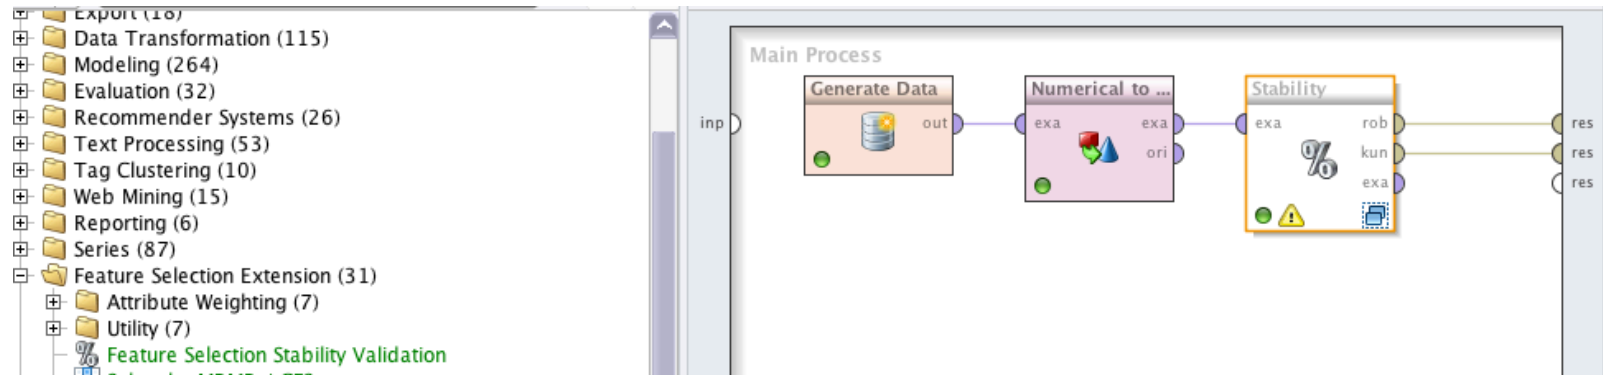 Export (18)
Data Transformation (115)
Modeling (264)
Evaluation (32)
Recommender Systems (26)
Text Processing (53)
Tag Clustering (10)
Web Mining (15)
Reporting (6)
Series (87)
Feature Selection Extension (31)
Attribute Weighting (7)
Utility (7)
Feature Selection Stability Validation
Main Process
Generate Data
Numerical to ...
Stability
inp
out
exa
exa
exa
rob
res
ori
kun
res
exa
res